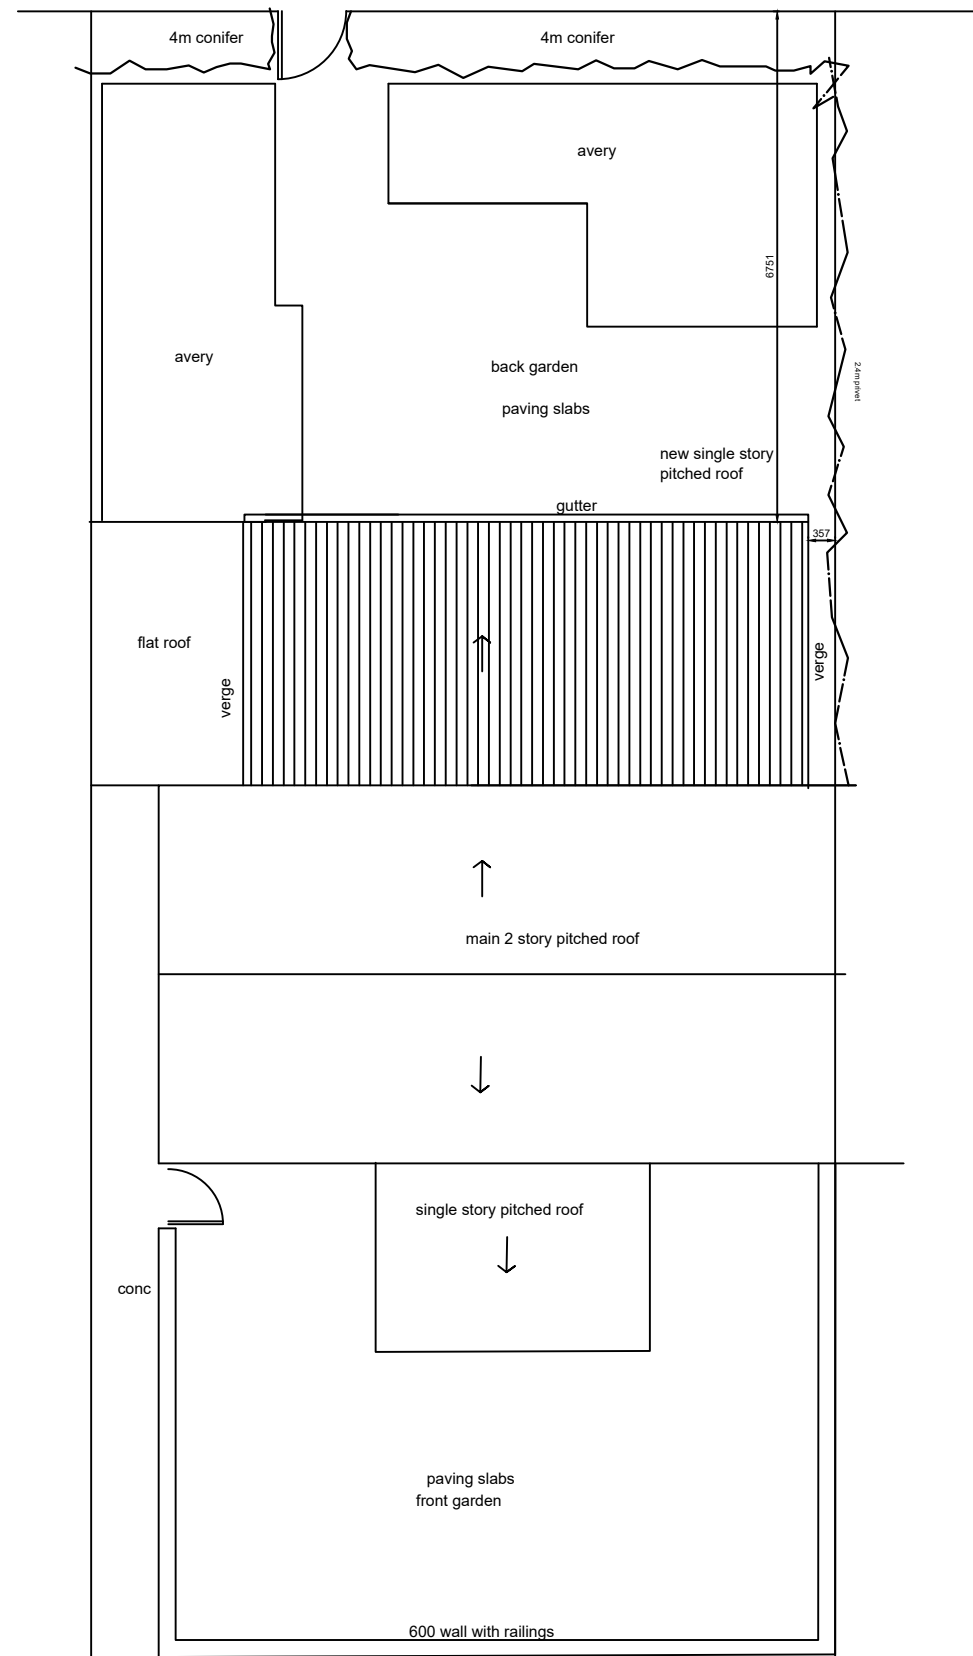 4m conifer
4m conifer
avery
6751
avery
back garden
2.4m privet
paving slabs
new single story
pitched roof
gutter
357
flat roof
verge
verge
main 2 story pitched roof
single story pitched roof
conc
paving slabs
front garden
600 wall with railings